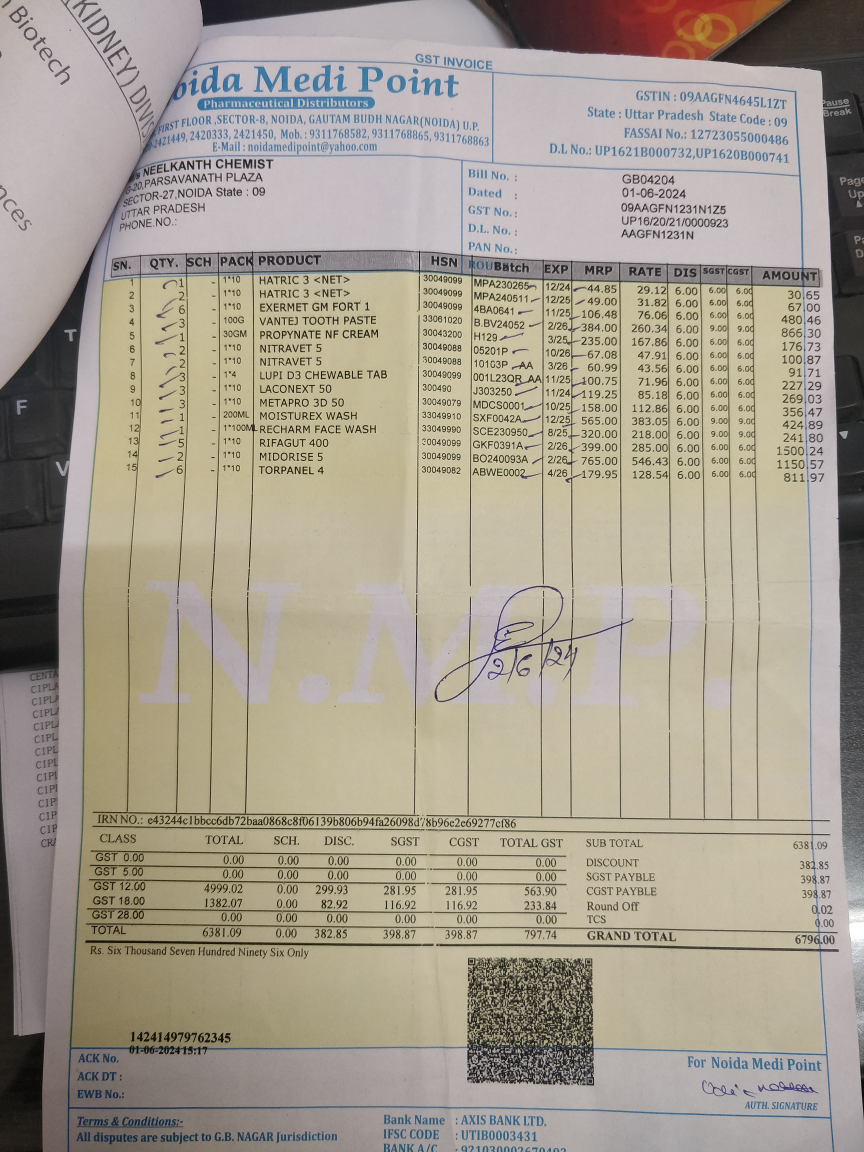 (KIDNEY) DIVIS
Biotech
nces
Pause
Break
T
F
V
GST INVOICE
oida Medi Point
Pharmaceutical Distributors
FIRST FLOOR ,SECTOR-8, NOIDA, GAUTAM BUDH NAGAR(NOIDA) U.P.
2421449, 2420333, 2421450, Mob. : 9311768582, 9311768865, 9311768863
E-Mail : noidamedipoint@yahoo.com
GSTIN : 09AAGFN4645L1ZT
State : Uttar Pradesh State Code : 09
FASSAI No.: 12723055000486
D.L No.: UP1621B000732,UP1620B000741
NEELKANTH CHEMIST
G-20,PARSAVANATH PLAZA
SECTOR-27,NOIDA State : 09
UTTAR PRADESH
PHONE.NO.:
Bill No. : GB04204
Dated : 01-06-2024
GST No. : 09AAGFN1231N1Z5
D.L. No. : UP16/20/21/0000923
PAN No. : AAGFN1231N
SN. QTY. SCH PACK PRODUCT HSN Batch EXP MRP RATE DIS SGST CGST AMOUNT
1 1 - 1*10 HATRIC 3 <NET> 30049099 MPA230265 12/24 44.85 29.12 6.00 6.00 6.00 30.65
2 2 - 1*10 HATRIC 3 <NET> 30049099 MPA240511 12/25 49.00 31.82 6.00 6.00 6.00 67.00
3 6 - 1*10 EXERMET GM FORT 1 30049099 4BA0641 11/25 106.48 76.06 6.00 6.00 6.00 480.46
4 3 - 100G VANTEJ TOOTH PASTE 33061020 B.BV24052 2/26 384.00 260.34 6.00 9.00 9.00 866.30
5 1 - 30GM PROPYNATE NF CREAM 30043200 H129 3/25 235.00 167.86 6.00 6.00 6.00 176.73
6 2 - 1*10 NITRAVET 5 30049088 05201P 10/26 67.08 47.91 6.00 6.00 6.00 100.87
7 2 - 1*10 NITRAVET 5 30049088 10103P AA 3/26 60.99 43.56 6.00 6.00 6.00 91.71
8 3 - 1*4 LUPI D3 CHEWABLE TAB 30049099 001L23QR AA 11/25 100.75 71.96 6.00 6.00 6.00 227.29
9 3 - 1*10 LACONEXT 50 300490 J303250 11/24 119.25 85.18 6.00 6.00 6.00 269.03
10 3 - 1*10 METAPRO 3D 50 30049079 MDCS0001 10/25 158.00 112.86 6.00 6.00 6.00 356.47
11 1 - 200ML MOISTUREX WASH 33049910 SXF0042A 12/25 565.00 383.05 6.00 9.00 9.00 424.89
12 1 - 1*100ML RECHARM FACE WASH 33049990 SCE230950 8/25 320.00 218.00 6.00 9.00 9.00 241.80
13 5 - 1*10 RIFAGUT 400 30049099 GKF0391A 2/26 399.00 285.00 6.00 6.00 6.00 1500.24
14 2 - 1*10 MIDORISE 5 30049099 BO240093A 2/26 765.00 546.43 6.00 6.00 6.00 1150.57
15 6 - 1*10 TORPANEL 4 30049082 ABWE0002 4/26 179.95 128.54 6.00 6.00 6.00 811.97
N.M.P.
2/6/24
IRN NO.: e43244c1bbcc6db72baa0868c8f06139b806b94fa26098d78b96e2e69277cf86
CLASS TOTAL SCH. DISC. SGST CGST TOTAL GST
GST 0.00 0.00 0.00 0.00 0.00 0.00 0.00
GST 5.00 0.00 0.00 0.00 0.00 0.00 0.00
GST 12.00 4999.02 0.00 299.93 281.95 281.95 563.90
GST 18.00 1382.07 0.00 82.92 116.92 116.92 233.84
GST 28.00 0.00 0.00 0.00 0.00 0.00 0.00
TOTAL 6381.09 0.00 382.85 398.87 398.87 797.74
SUB TOTAL 6381.09
DISCOUNT 382.85
SGST PAYBLE 398.87
CGST PAYBLE 398.87
Round Off 0.02
TCS 0.00
GRAND TOTAL 6796.00
Rs. Six Thousand Seven Hundred Ninety Six Only
142414979762345
01-06-2024 15:17
ACK No.
ACK DT :
EWB No.:
For Noida Medi Point
AUTH. SIGNATURE
Terms & Conditions:-
All disputes are subject to G.B. NAGAR Jurisdiction
Bank Name : AXIS BANK LTD.
IFSC CODE : UTIB0003431
BANK A/C